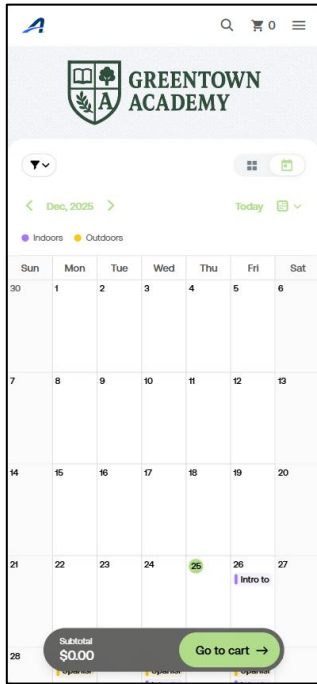 0
GREENTOWN
ACADEMY
A
Dec, 2025
Today
Indoors Outdoors
Sun Mon Tue Wed Thu Fri Sat
30 1 2 3 4 5 6
7 8 9 10 11 12 13
14 15 16 17 18 19 20
21 22 23 24 25 26 27
Intro to
28
Subtotal
$0.00
Go to cart →